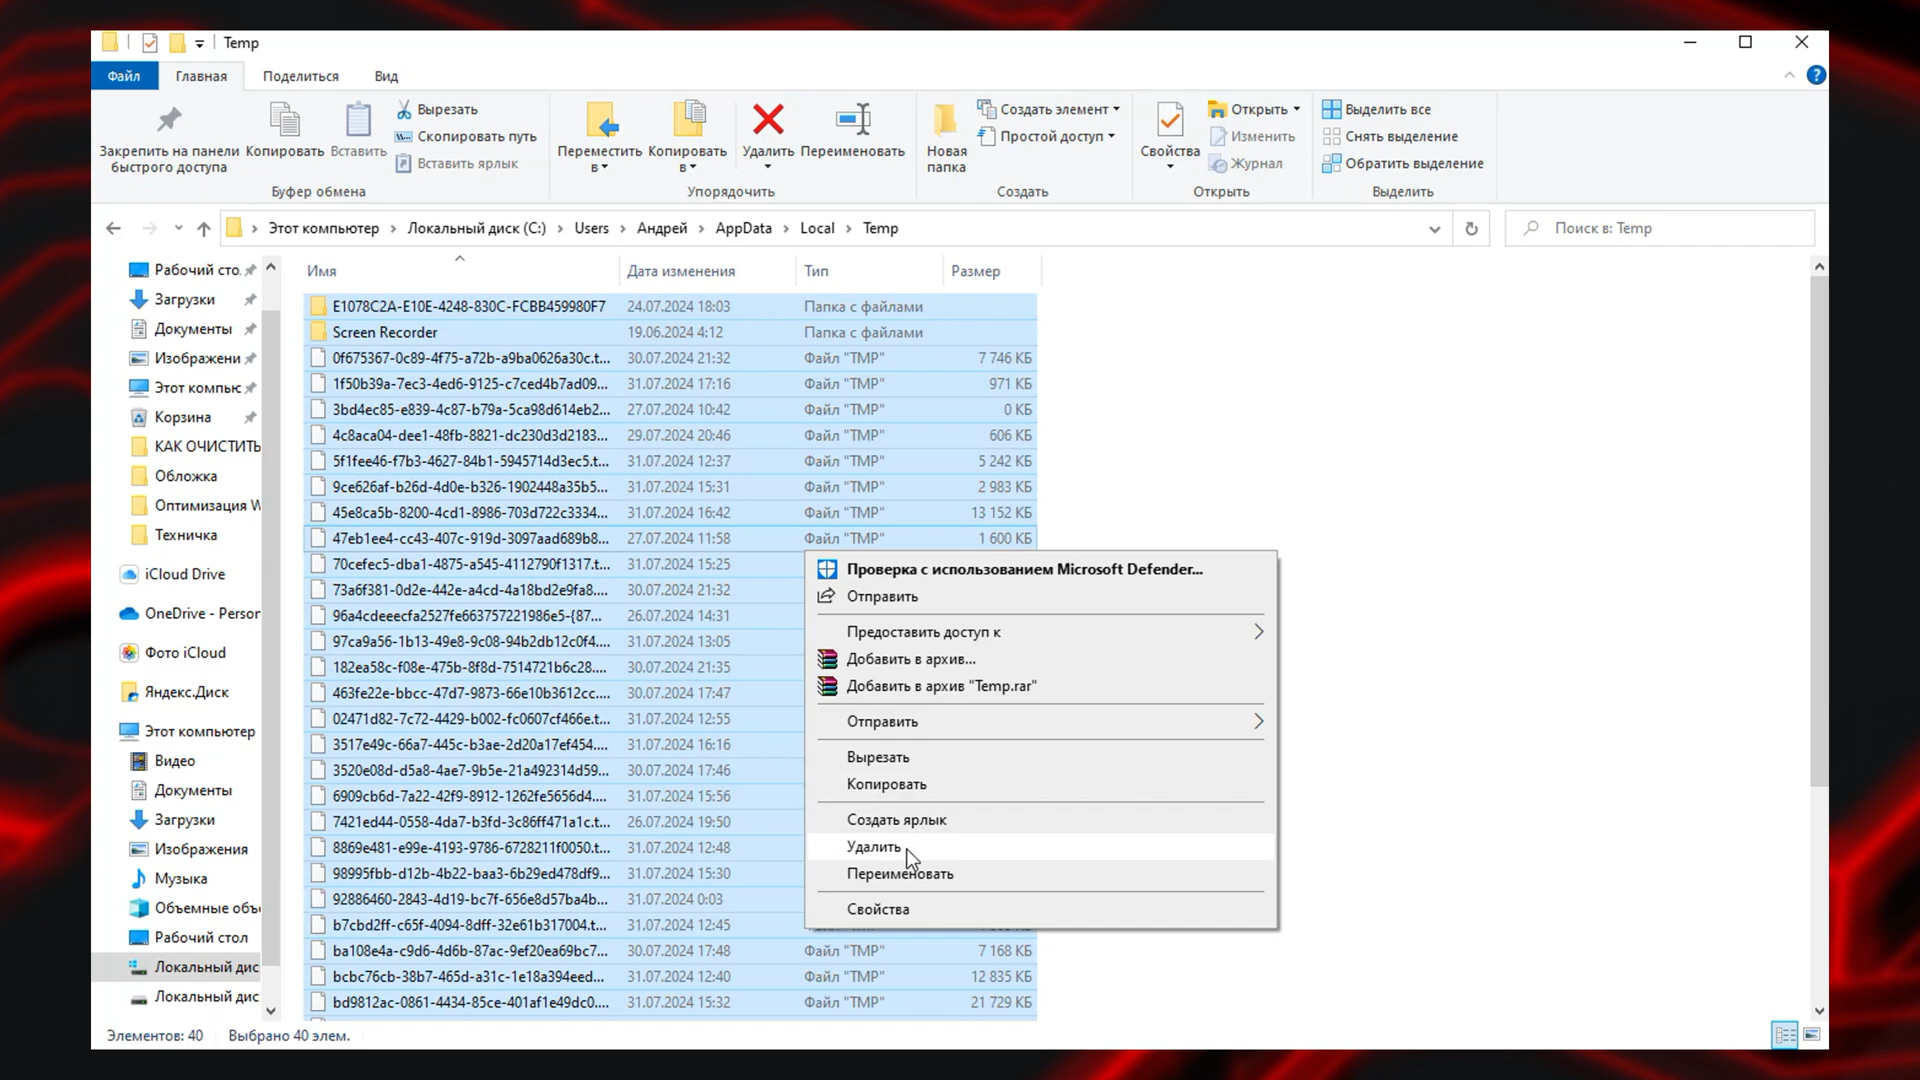 Temp
Файл Главная Поделиться Вид
Закрепить на панели быстрого доступа
Копировать
Вставить
Вырезать
Скопировать путь
Вставить ярлык
Буфер обмена
Переместить в
Копировать в
Удалить
Переименовать
Упорядочить
Новая папка
Создать элемент
Простой доступ
Создать
Свойства
Открыть
Изменить
Журнал
Открыть
Выделить все
Снять выделение
Обратить выделение
Выделить
Этот компьютер › Локальный диск (C:) › Users › Андрей › AppData › Local › Temp
Поиск в: Temp
Рабочий сто.
Загрузки
Документы
Изображени
Этот компьк
Корзина
КАК ОЧИСТИТЬ
Обложка
Оптимизация W
Техничка
iCloud Drive
OneDrive - Person
Фото iCloud
Яндекс.Диск
Этот компьютер
Видео
Документы
Загрузки
Изображения
Музыка
Объемные объ
Рабочий стол
Локальный дис
Локальный дис
Имя Дата изменения Тип Размер
E1078C2A-E10E-4248-830C-FCBB459980F7 24.07.2024 18:03 Папка с файлами
Screen Recorder 19.06.2024 4:12 Папка с файлами
0f675367-0c89-4f75-a72b-a9ba0626a30c.t... 30.07.2024 21:32 Файл "TMP" 7 746 КБ
1f50b39a-7ec3-4ed6-9125-c7ced4b7ad09... 31.07.2024 17:16 Файл "TMP" 971 КБ
3bd4ec85-e839-4c87-b79a-5ca98d614eb2... 27.07.2024 10:42 Файл "TMP" 0 КБ
4c8aca04-dee1-48fb-8821-dc230d3d2183... 29.07.2024 20:46 Файл "TMP" 606 КБ
5f1fee46-f7b3-4627-84b1-5945714d3ec5.t... 31.07.2024 12:37 Файл "TMP" 5 242 КБ
9ce626af-b26d-4d0e-b326-1902448a35b5... 31.07.2024 15:31 Файл "TMP" 2 983 КБ
45e8ca5b-8200-4cd1-8986-703d722c3334... 31.07.2024 16:42 Файл "TMP" 13 152 КБ
47eb1ee4-cc43-407c-919d-3097aad689b8... 27.07.2024 11:58 Файл "TMP" 1 600 КБ
70cefec5-dba1-4875-a545-4112790f1317.t... 31.07.2024 15:25
73a6f381-0d2e-442e-a4cd-4a18bd2e9fa8.... 30.07.2024 21:32
96a4cdeeecfa2527fe663757221986e5-{87... 26.07.2024 14:31
97ca9a56-1b13-49e8-9c08-94b2db12c0f4.... 31.07.2024 13:05
182ea58c-f08e-475b-8f8d-7514721b6c28.... 30.07.2024 21:35
463fe22e-bbcc-47d7-9873-66e10b3612cc.... 30.07.2024 17:47
02471d82-7c72-4429-b002-fc0607cf466e.t... 31.07.2024 12:55
3517e49c-66a7-445c-b3ae-2d20a17ef454.... 31.07.2024 16:16
3520e08d-d5a8-4ae7-9b5e-21a492314d59... 30.07.2024 17:46
6909cb6d-7a22-42f9-8912-1262fe5656d4.... 31.07.2024 15:56
7421ed44-0558-4da7-b3fd-3c86ff471a1c.t... 26.07.2024 19:50
8869e481-e99e-4193-9786-6728211f0050.t... 31.07.2024 12:48
98995fbb-d12b-4b22-baa3-6b29ed478df9... 31.07.2024 15:30
92886460-2843-4d19-bc7f-656e8d57ba4b... 31.07.2024 0:03
b7cbd2ff-c65f-4094-8dff-32e61b317004.t... 31.07.2024 12:45
ba108e4a-c9d6-4d6b-87ac-9ef20ea69bc7... 30.07.2024 17:48 Файл "TMP" 7 168 КБ
bcbc76cb-38b7-465d-a31c-1e18a394eed... 31.07.2024 12:40 Файл "TMP" 12 835 КБ
bd9812ac-0861-4434-85ce-401af1e49dc0.... 31.07.2024 15:32 Файл "TMP" 21 729 КБ
Проверка с использованием Microsoft Defender...
Отправить
Предоставить доступ к
Добавить в архив...
Добавить в архив "Temp.rar"
Отправить
Вырезать
Копировать
Создать ярлык
Удалить
Переименовать
Свойства
Элементов: 40 Выбрано 40 элем.